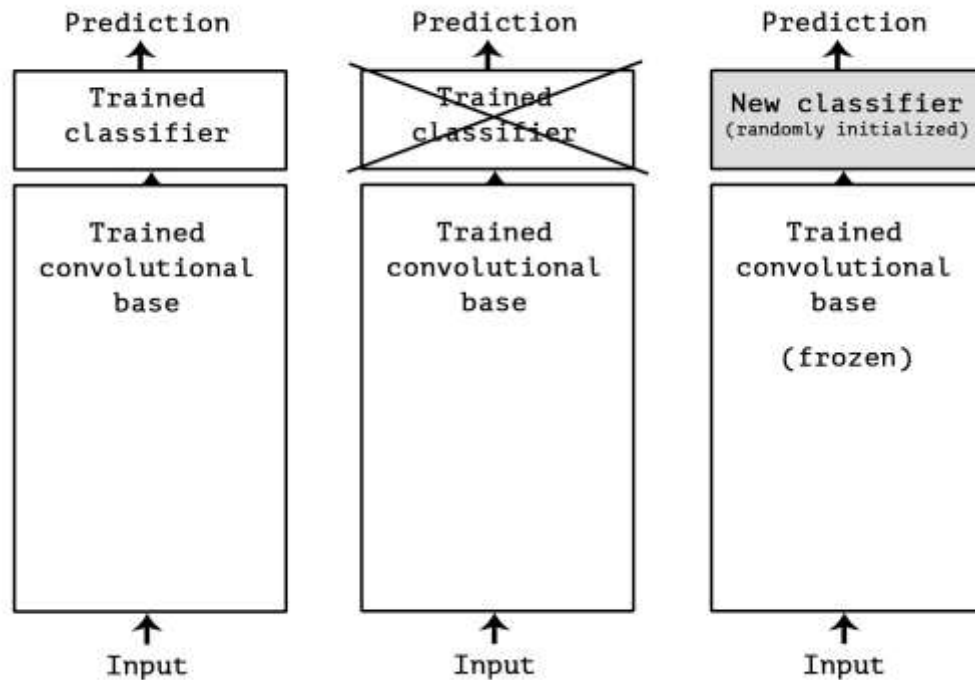 Prediction
Trained
classifier
Trained
convolutional
base
Input
Prediction
Trained
classifier
Trained
convolutional
base
Input
Prediction
New classifier
(randomly initialized)
Trained
convolutional
base
(frozen)
Input